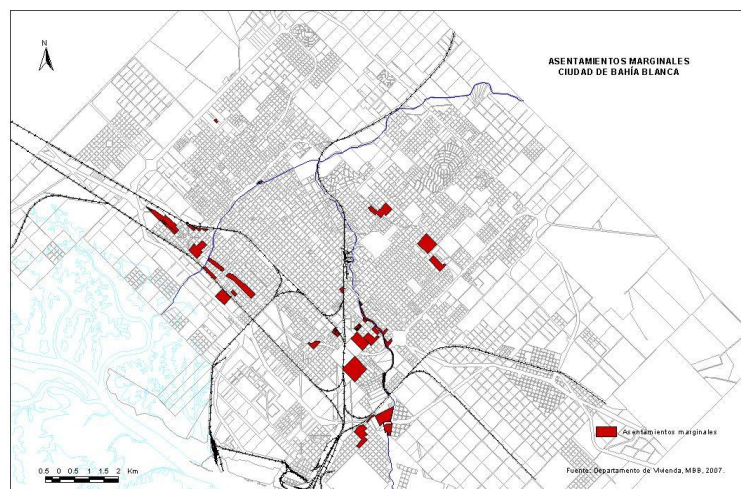 N
ASENTAMIENTOS MARGINALES
CIUDAD DE BAHÍA BLANCA
Asentamientos marginales
0.5 0 0.5 1 1.5 2 Km
Fuente: Departamento de Vivienda, MBB, 2007.